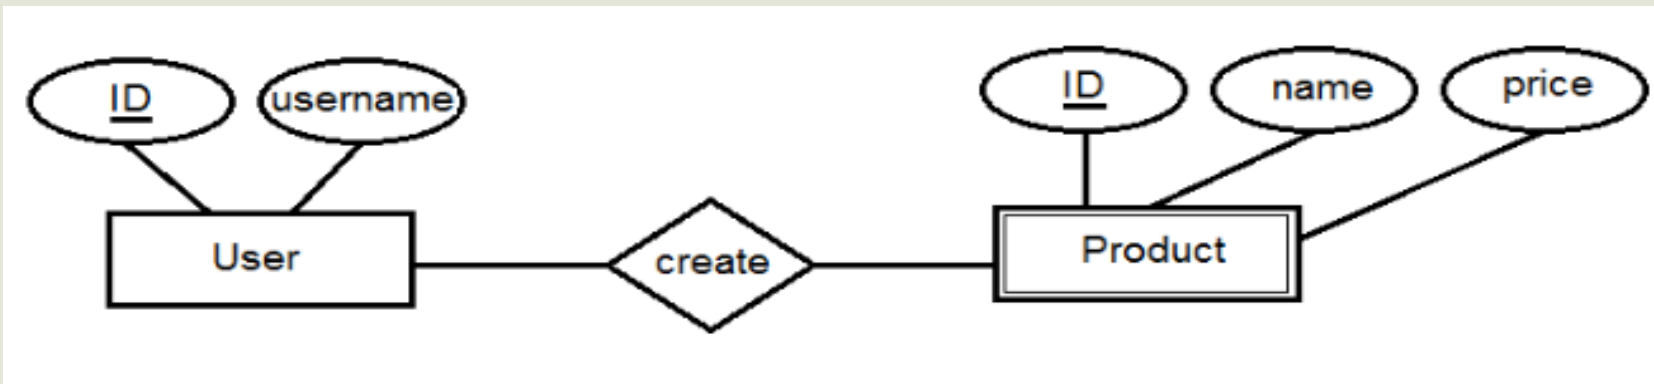 ID
username
ID
name
price
User
create
Product